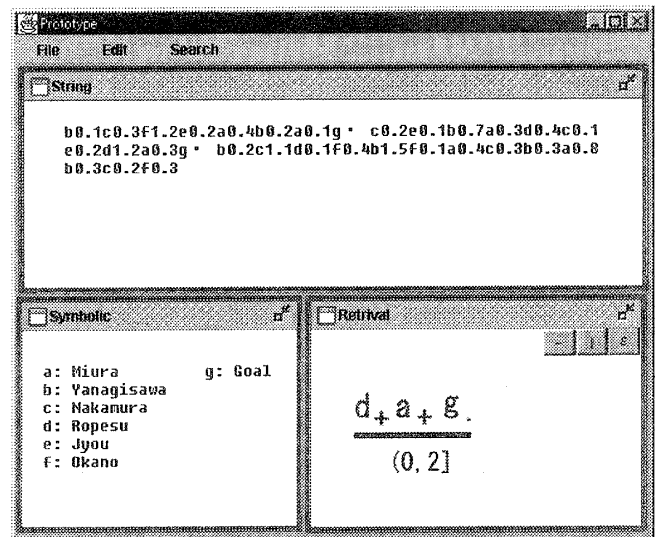 Prototype
File Edit Search
String
b0.1c0.3f1.2e0.2a0.4b0.2a0.1g· c0.2e0.1b0.7a0.3d0.4c0.1
e0.2d1.2a0.3g· b0.2c1.1d0.1f0.4b1.5f0.1a0.4c0.3b0.3a0.8
b0.3c0.2f0.3
Symbolic
a: Miura g: Goal
b: Yanagisawa
c: Nakamura
d: Ropesu
e: Jyou
f: Okano
Retrival
d+a+g.
(0,2]